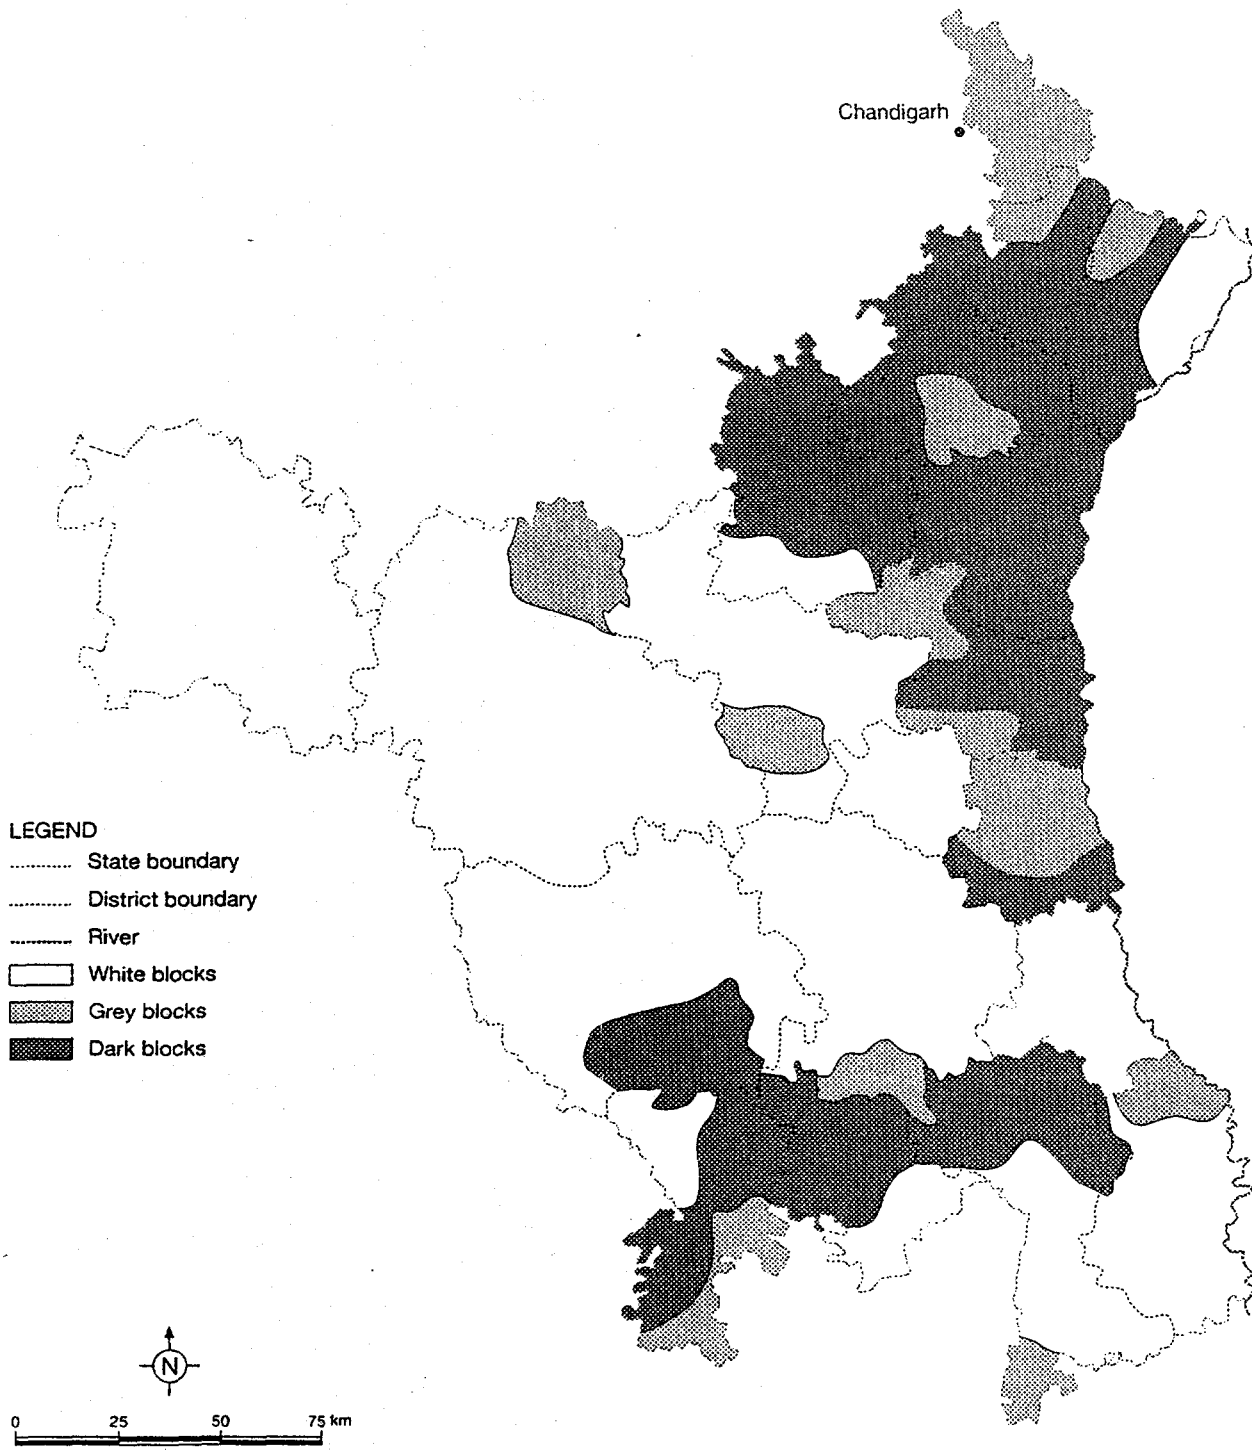 Chandigarh
LEGEND
State boundary
District boundary
River
White blocks
Grey blocks
Dark blocks
N
0 25 50 75 km